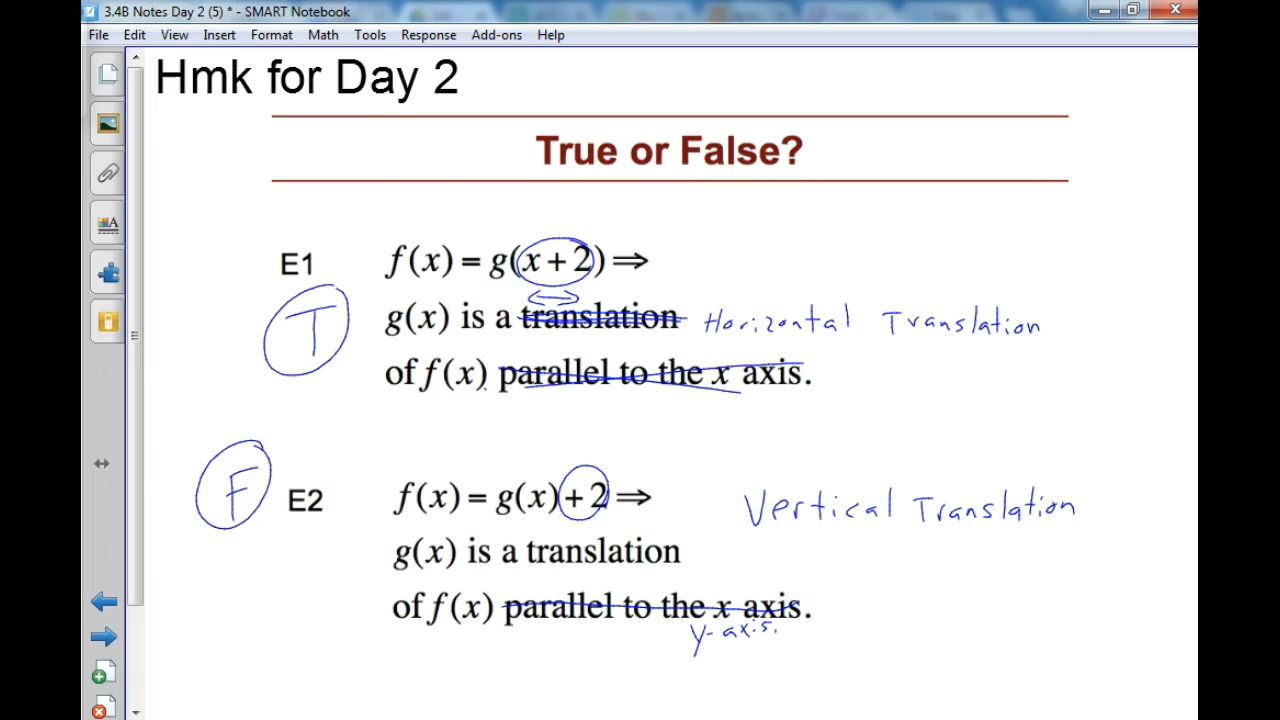 3.4B Notes Day 2 (5) * - SMART Notebook
File Edit View Insert Format Math Tools Response Add-ons Help
Hmk for Day 2
True or False?
E1 f(x) = g(x + 2) ⇒
T g(x) is a translation Horizontal Translation
of f(x) parallel to the x axis.
F E2 f(x) = g(x) + 2 ⇒ Vertical Translation
g(x) is a translation
of f(x) parallel to the x axis.
y-axis.